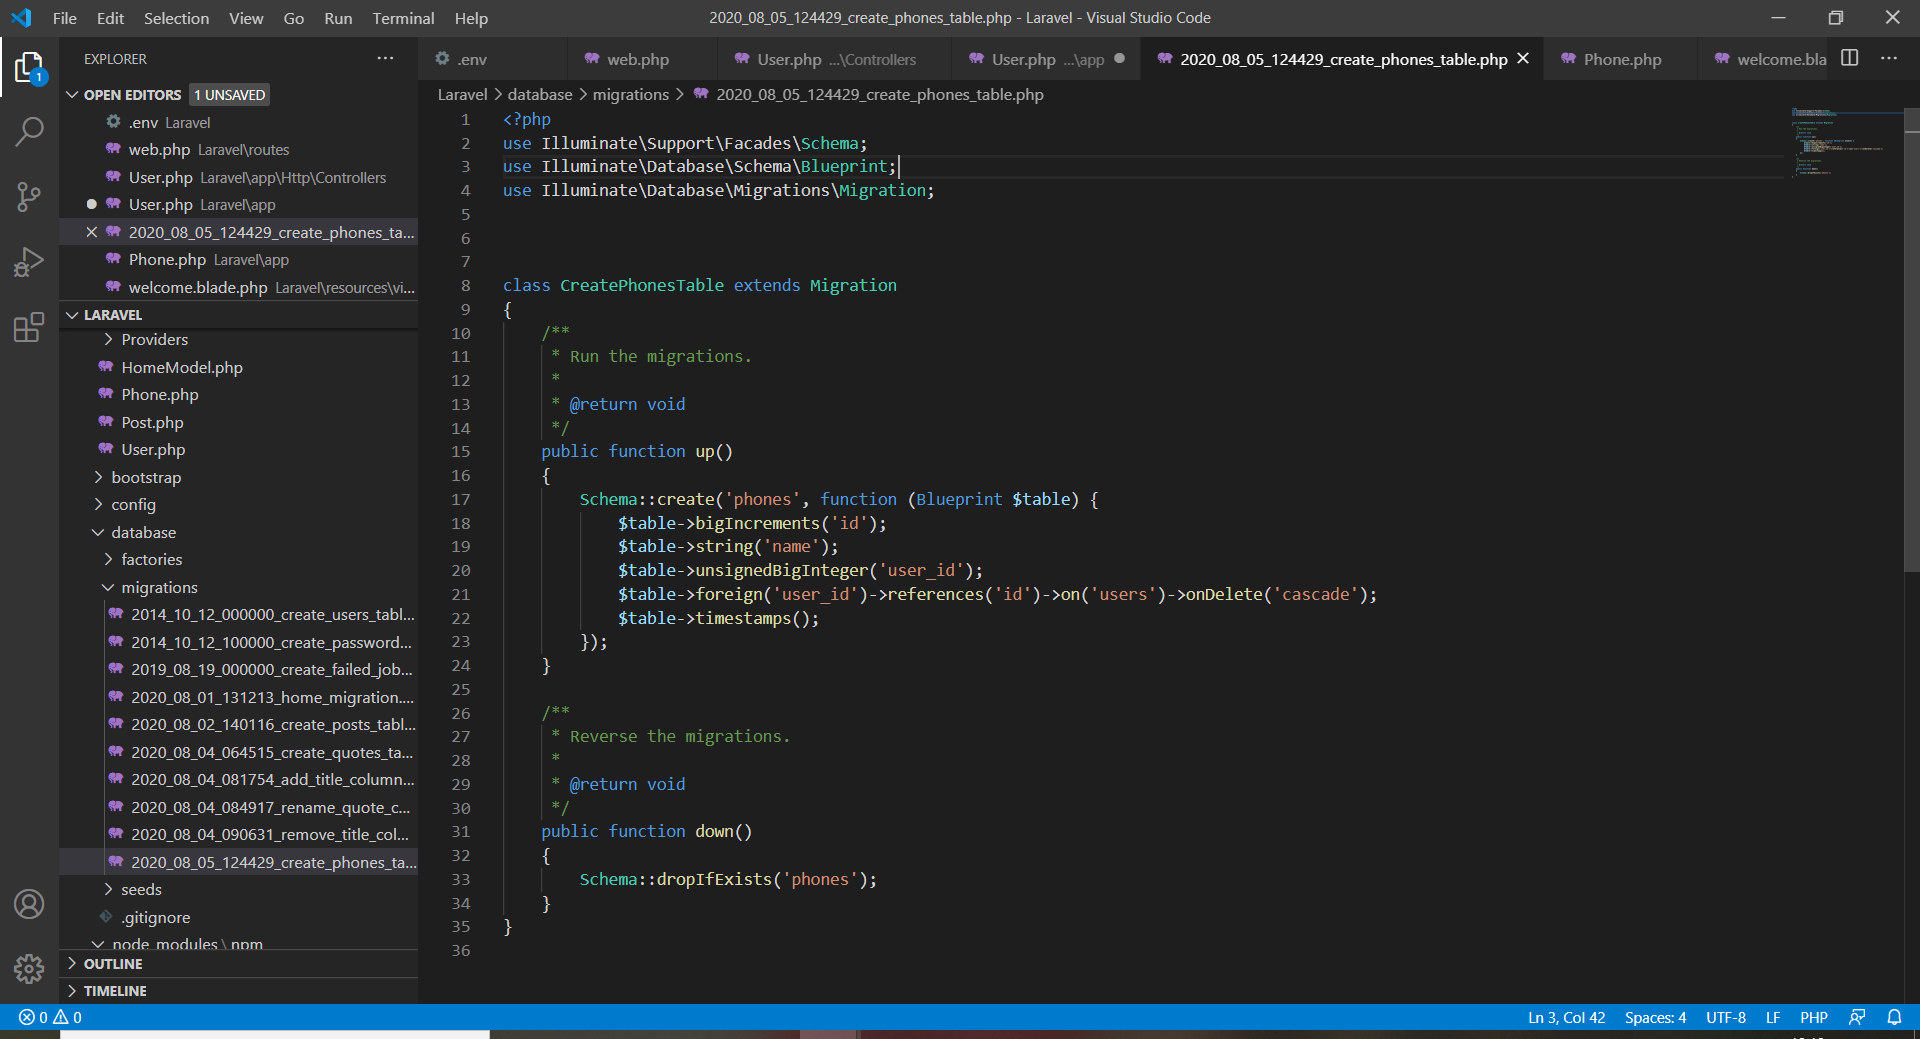 File Edit Selection View Go Run Terminal Help
2020_08_05_124429_create_phones_table.php - Laravel - Visual Studio Code
EXPLORER
1
OPEN EDITORS 1 UNSAVED
.env Laravel
web.php Laravel\routes
User.php Laravel\app\Http\Controllers
User.php Laravel\app
2020_08_05_124429_create_phones_ta...
Phone.php Laravel\app
welcome.blade.php Laravel\resources\vi...
LARAVEL
Providers
HomeModel.php
Phone.php
Post.php
User.php
bootstrap
config
database
factories
migrations
2014_10_12_000000_create_users_tabl...
2014_10_12_100000_create_password...
2019_08_19_000000_create_failed_job...
2020_08_01_131213_home_migration....
2020_08_02_140116_create_posts_tabl...
2020_08_04_064515_create_quotes_ta...
2020_08_04_081754_add_title_column...
2020_08_04_084917_rename_quote_c...
2020_08_04_090631_remove_title_col...
2020_08_05_124429_create_phones_ta...
seeds
.gitignore
node_modules \ npm
OUTLINE
TIMELINE
.env web.php User.php ...\Controllers User.php ...\app 2020_08_05_124429_create_phones_table.php Phone.php welcome.bla
Laravel > database > migrations > 2020_08_05_124429_create_phones_table.php
1 <?php
2 use Illuminate\Support\Facades\Schema;
3 use Illuminate\Database\Schema\Blueprint;
4 use Illuminate\Database\Migrations\Migration;
5
6
7
8 class CreatePhonesTable extends Migration
9 {
10 /**
11 * Run the migrations.
12 *
13 * @return void
14 */
15 public function up()
16 {
17 Schema::create('phones', function (Blueprint $table) {
18 $table->bigIncrements('id');
19 $table->string('name');
20 $table->unsignedBigInteger('user_id');
21 $table->foreign('user_id')->references('id')->on('users')->onDelete('cascade');
22 $table->timestamps();
23 });
24 }
25
26 /**
27 * Reverse the migrations.
28 *
29 * @return void
30 */
31 public function down()
32 {
33 Schema::dropIfExists('phones');
34 }
35 }
36
0 0
Ln 3, Col 42 Spaces: 4 UTF-8 LF PHP